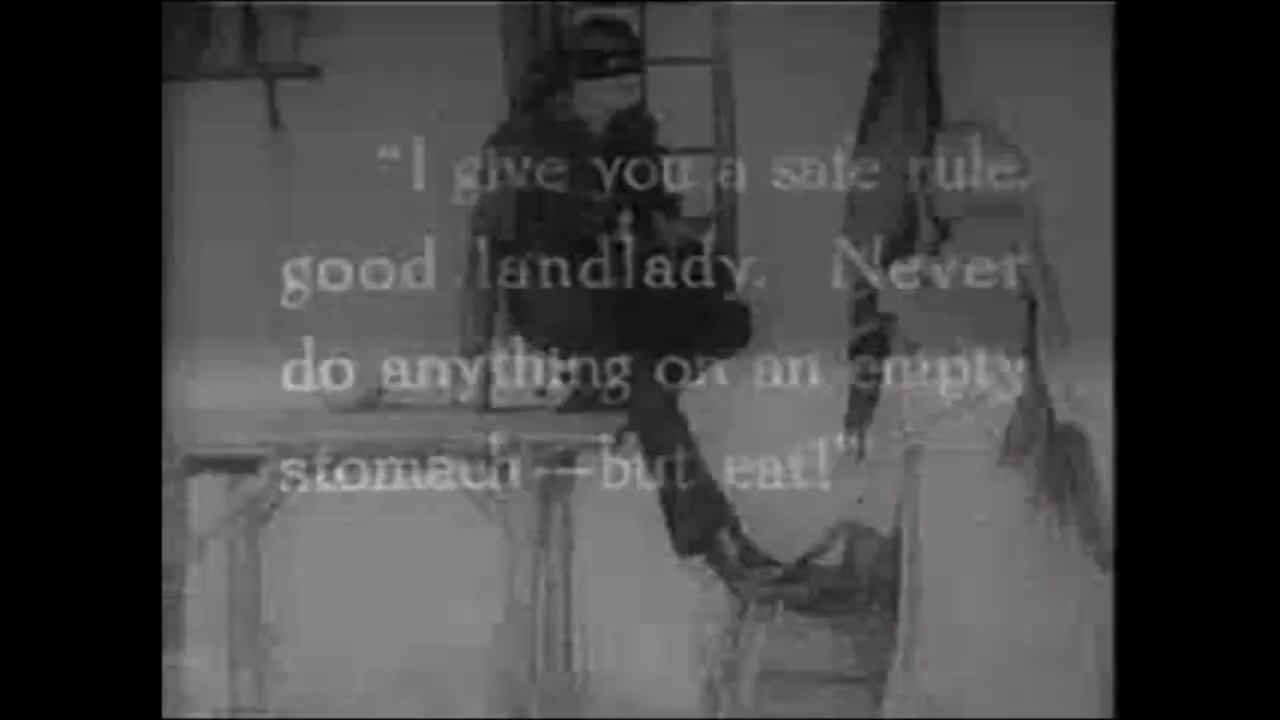 "I give you a safe rule,
good landlady. Never
do anything on an empty
stomach—but eat!"